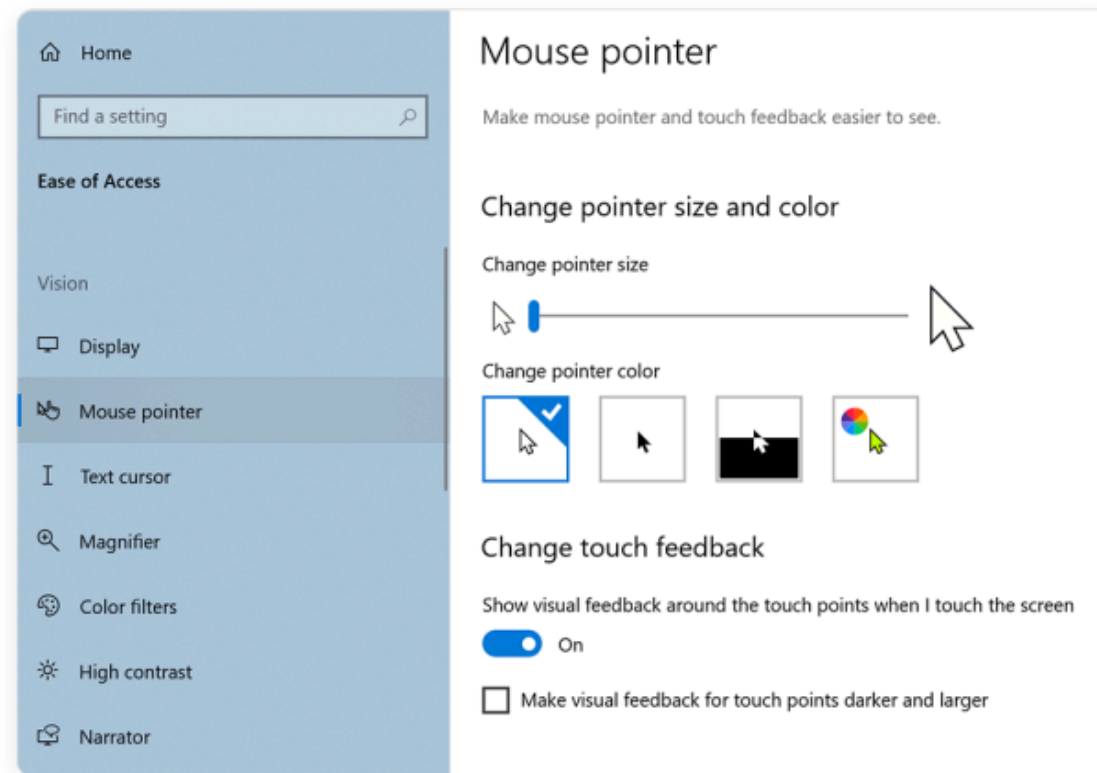 Home
Find a setting
Ease of Access
Vision
Display
Mouse pointer
Text cursor
Magnifier
Color filters
High contrast
Narrator
Mouse pointer
Make mouse pointer and touch feedback easier to see.
Change pointer size and color
Change pointer size
Change pointer color
Change touch feedback
Show visual feedback around the touch points when I touch the screen
On
Make visual feedback for touch points darker and larger